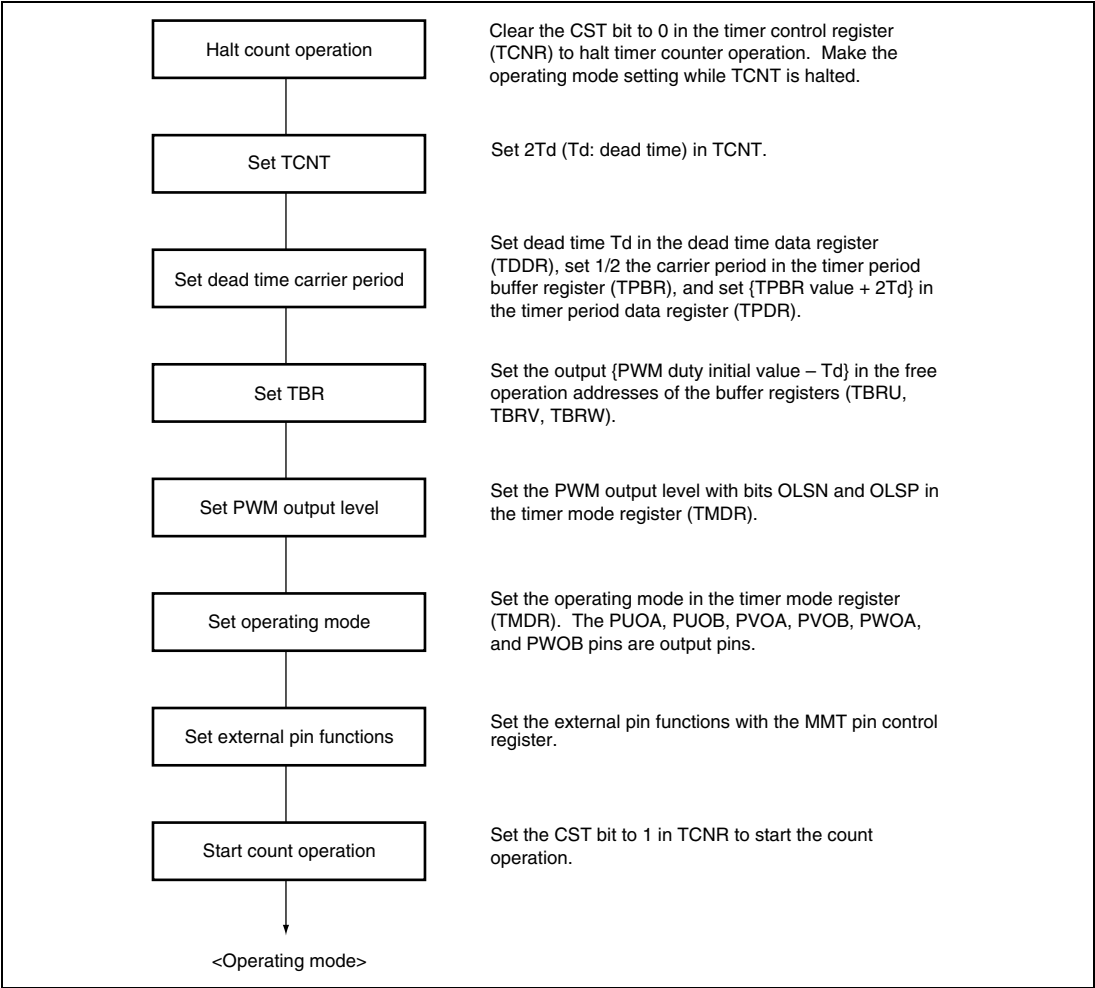 Halt count operation
Clear the CST bit to 0 in the timer control register
(TCNR) to halt timer counter operation.  Make the
operating mode setting while TCNT is halted.
Set TCNT
Set 2Td (Td: dead time) in TCNT.
Set dead time carrier period
Set dead time Td in the dead time data register
(TDDR), set 1/2 the carrier period in the timer period
buffer register (TPBR), and set {TPBR value + 2Td} in
the timer period data register (TPDR).
Set TBR
Set the output {PWM duty initial value – Td} in the free
operation addresses of the buffer registers (TBRU,
TBRV, TBRW).
Set PWM output level
Set the PWM output level with bits OLSN and OLSP in
the timer mode register (TMDR).
Set operating mode
Set the operating mode in the timer mode register
(TMDR).  The PUOA, PUOB, PVOA, PVOB, PWOA,
and PWOB pins are output pins.
Set external pin functions
Set the external pin functions with the MMT pin control
register.
Start count operation
Set the CST bit to 1 in TCNR to start the count
operation.
<Operating mode>